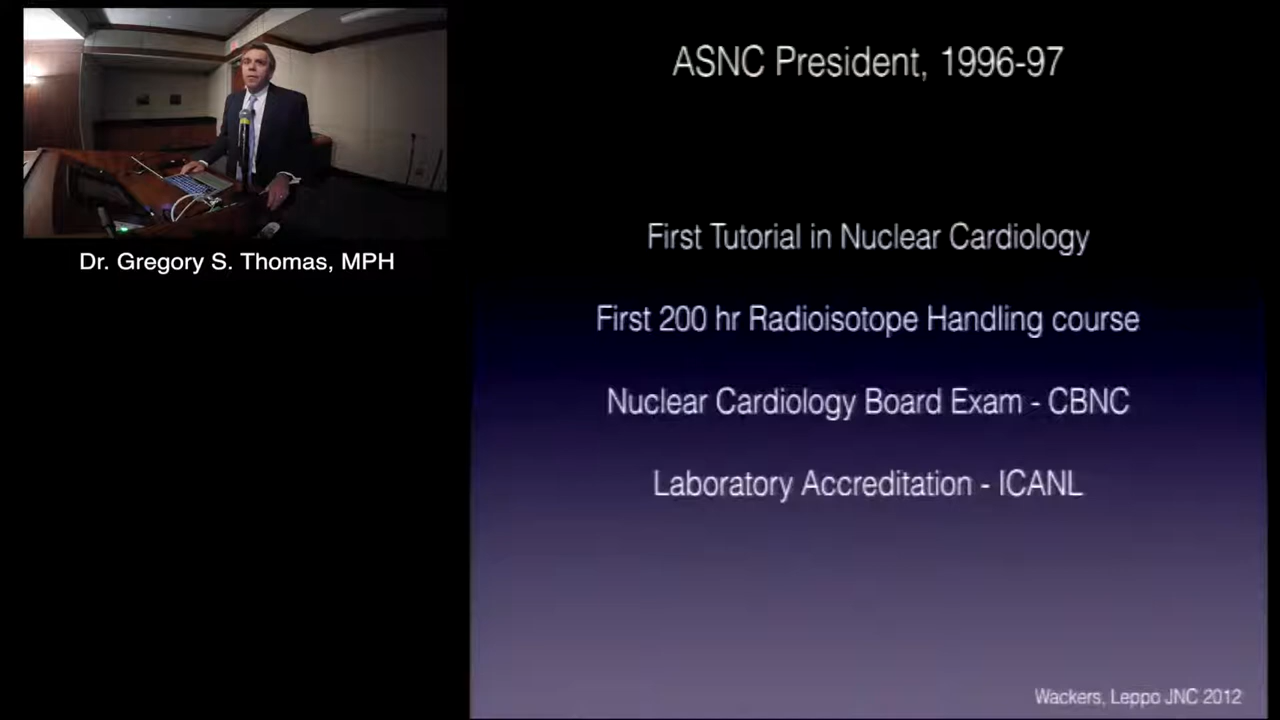 Dr. Gregory S. Thomas, MPH
ASNC President, 1996-97
First Tutorial in Nuclear Cardiology
First 200 hr Radioisotope Handling course
Nuclear Cardiology Board Exam - CBNC
Laboratory Accreditation - ICANL
Wackers, Leppo JNC 2012